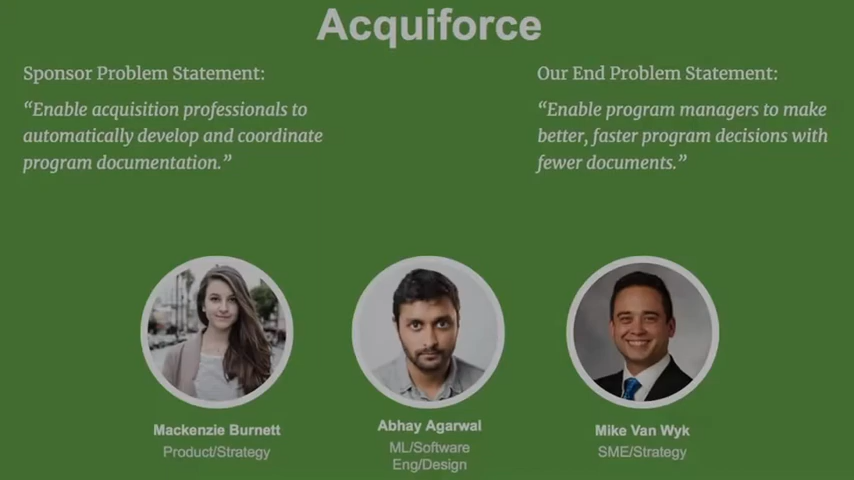 Acquiforce
Sponsor Problem Statement:
“Enable acquisition professionals to
automatically develop and coordinate
program documentation.”
Our End Problem Statement:
“Enable program managers to make
better, faster program decisions with
fewer documents.”
Mackenzie Burnett
Product/Strategy
Abhay Agarwal
ML/Software
Eng/Design
Mike Van Wyk
SME/Strategy